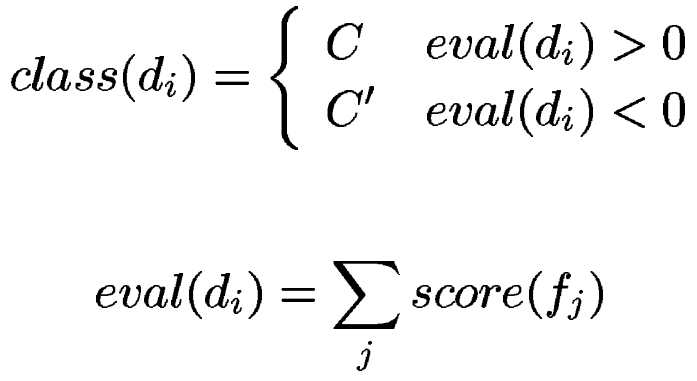 class(d_i) = { C eval(d_i) > 0
C′ eval(d_i) < 0
eval(d_i) = ∑_j score(f_j)